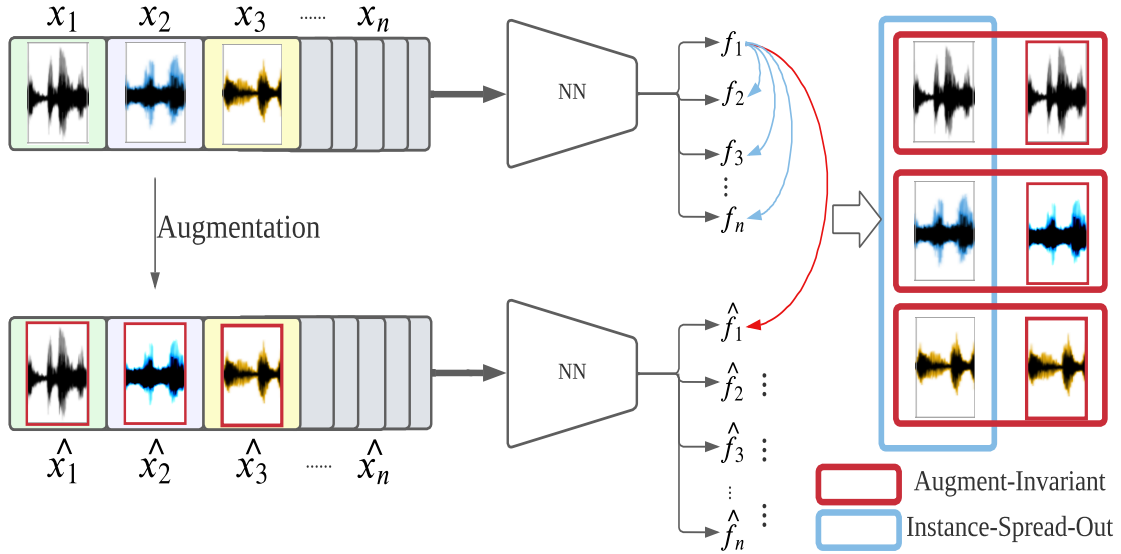 x1 x2 x3 ...... xn
NN
f1
f2
f3
⋮
fn
Augmentation
NN
f̂1
f̂2 ⋮
f̂3 ⋮
⋮
f̂n ⋮
x̂1 x̂2 x̂3 ...... x̂n
Augment-Invariant
Instance-Spread-Out